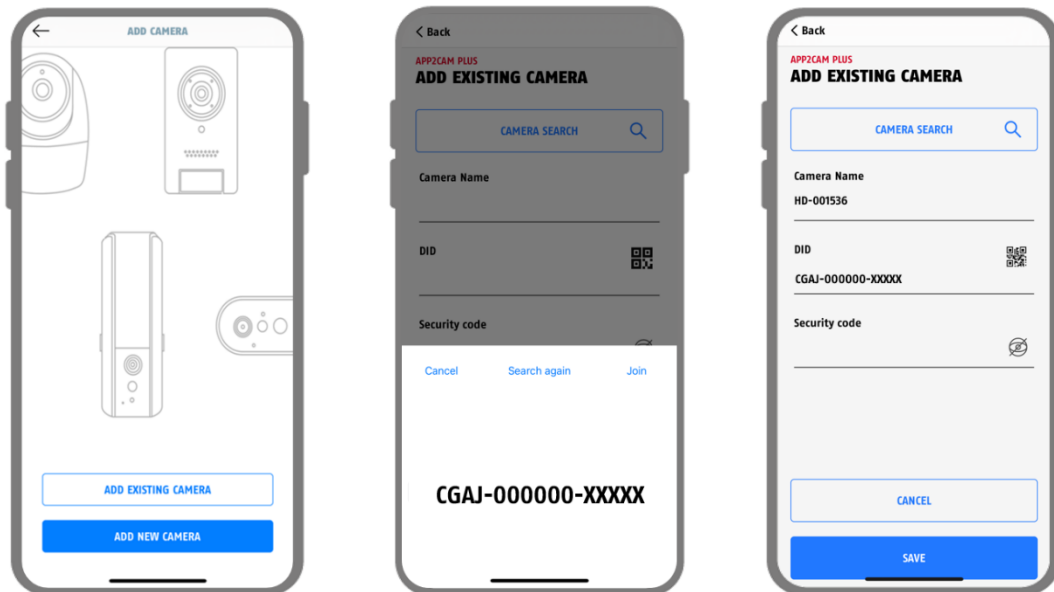 ADD CAMERA
ADD EXISTING CAMERA
ADD NEW CAMERA
Back
APP2CAM PLUS
ADD EXISTING CAMERA
CAMERA SEARCH
Camera Name
DID
Security code
Cancel Search again Join
CGAJ-000000-XXXXX
Back
APP2CAM PLUS
ADD EXISTING CAMERA
CAMERA SEARCH
Camera Name
HD-001536
DID
CGAJ-000000-XXXXX
Security code
CANCEL
SAVE